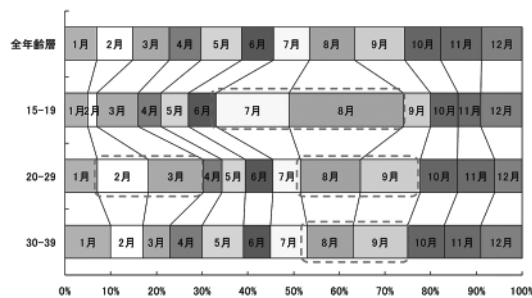 全年齢層 1月 2月 3月 4月 5月 6月 7月 8月 9月 10月 11月 12月
15-19 1月 2月 3月 4月 5月 6月 7月 8月 9月 10月 11月 12月
20-29 1月 2月 3月 4月 5月 6月 7月 8月 9月 10月 11月 12月
30-39 1月 2月 3月 4月 5月 6月 7月 8月 9月 10月 11月 12月
0% 10% 20% 30% 40% 50% 60% 70% 80% 90% 100%